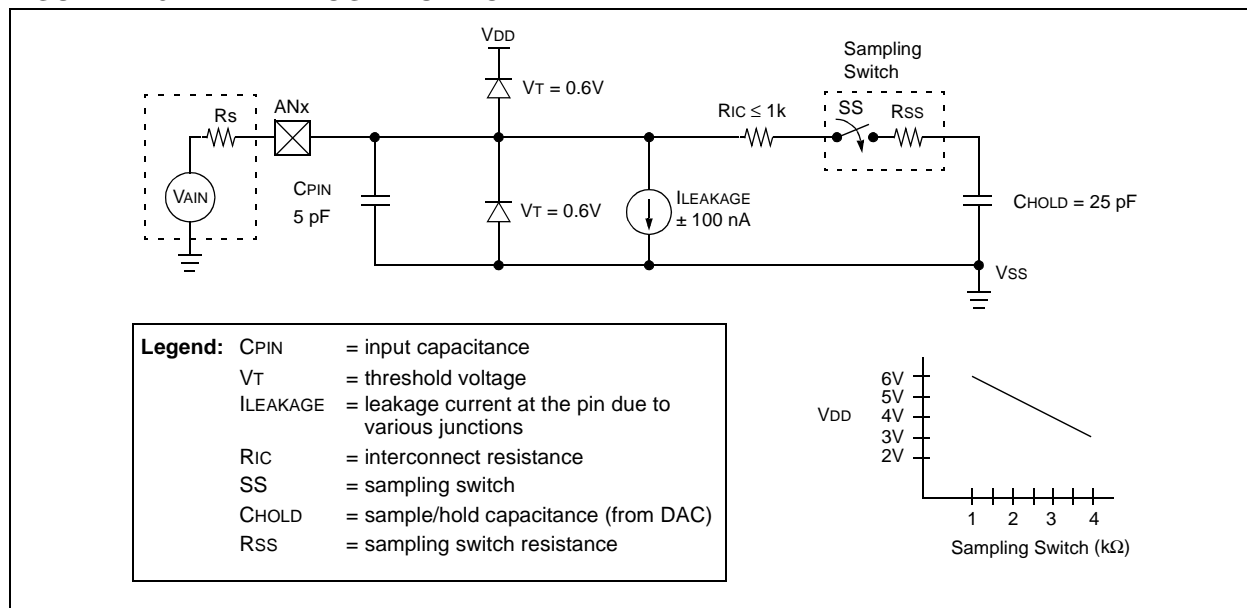 VDD
Sampling
Switch
VT = 0.6V
ANx
Rs
RIC ≤ 1k
SS
RSS
VAIN
CPIN
5 pF
VT = 0.6V
ILEAKAGE
± 100 nA
CHOLD = 25 pF
VSS
Legend: CPIN = input capacitance
VT = threshold voltage
ILEAKAGE = leakage current at the pin due to
various junctions
RIC = interconnect resistance
SS = sampling switch
CHOLD = sample/hold capacitance (from DAC)
RSS = sampling switch resistance
6V
5V
VDD
4V
3V
2V
1 2 3 4
Sampling Switch (kΩ)